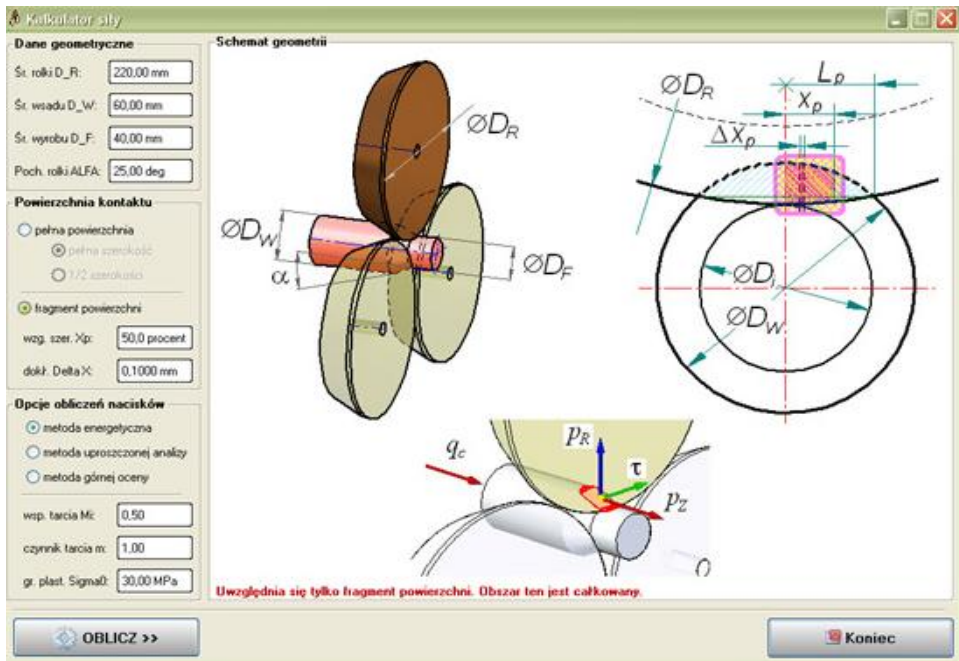 Kalkulator siły
Dane geometryczne
Śr. rolki D_R: 220,00 mm
Śr. wsadu D_W: 60,00 mm
Śr. wyrobu D_F: 40,00 mm
Poch. rolki ALFA: 25,00 deg
Powierzchnia kontaktu
pełna powierzchnia
pełna szerokość
1/2 szerokości
fragment powierzchni
wzg. szer. Xp: 50,0 procent
dokł. Delta X: 0,1000 mm
Opcje obliczeń nacisków
metoda energetyczna
metoda uproszczonej analizy
metoda górnej oceny
wsp. tarcia Mi: 0,50
czynnik tarcia m: 1,00
gr. plast. Sigma0: 30,00 MPa
Schemat geometrii
ØD_R
ØD_W
α
ØD_F
ØD_R
L_p
X_p
ΔX_p
ØD_i
ØD_W
q_c
p_R
τ
p_Z
Uwzględnia się tylko fragment powierzchni. Obszar ten jest całkowany.
OBLICZ >>
Koniec